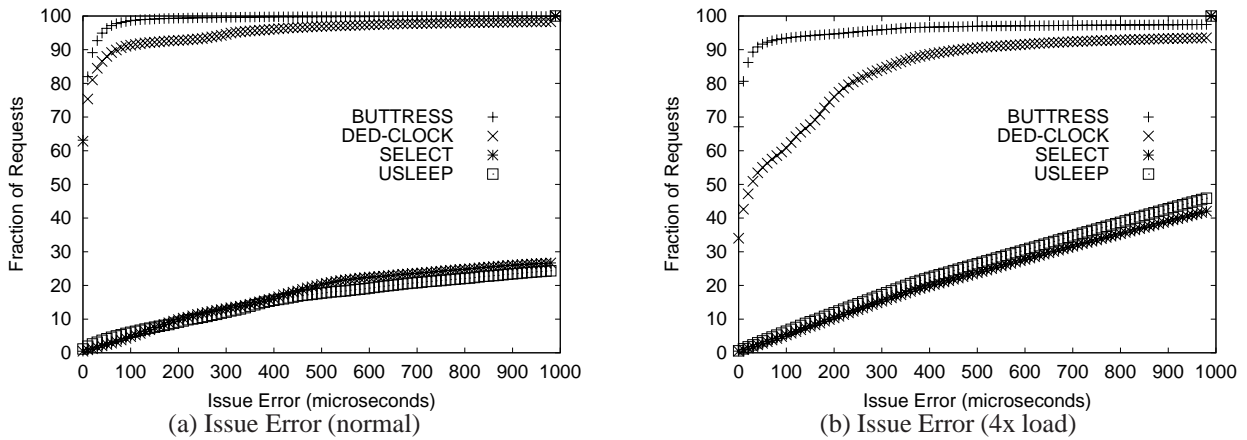 Fraction of Requests
100
90
80
70
60
50
40
30
20
10
0
BUTTRESS
DED-CLOCK
SELECT
USLEEP
0 100 200 300 400 500 600 700 800 900 1000
Issue Error (microseconds)
(a) Issue Error (normal)
Fraction of Requests
100
90
80
70
60
50
40
30
20
10
0
BUTTRESS
DED-CLOCK
SELECT
USLEEP
0 100 200 300 400 500 600 700 800 900 1000
Issue Error (microseconds)
(b) Issue Error (4x load)